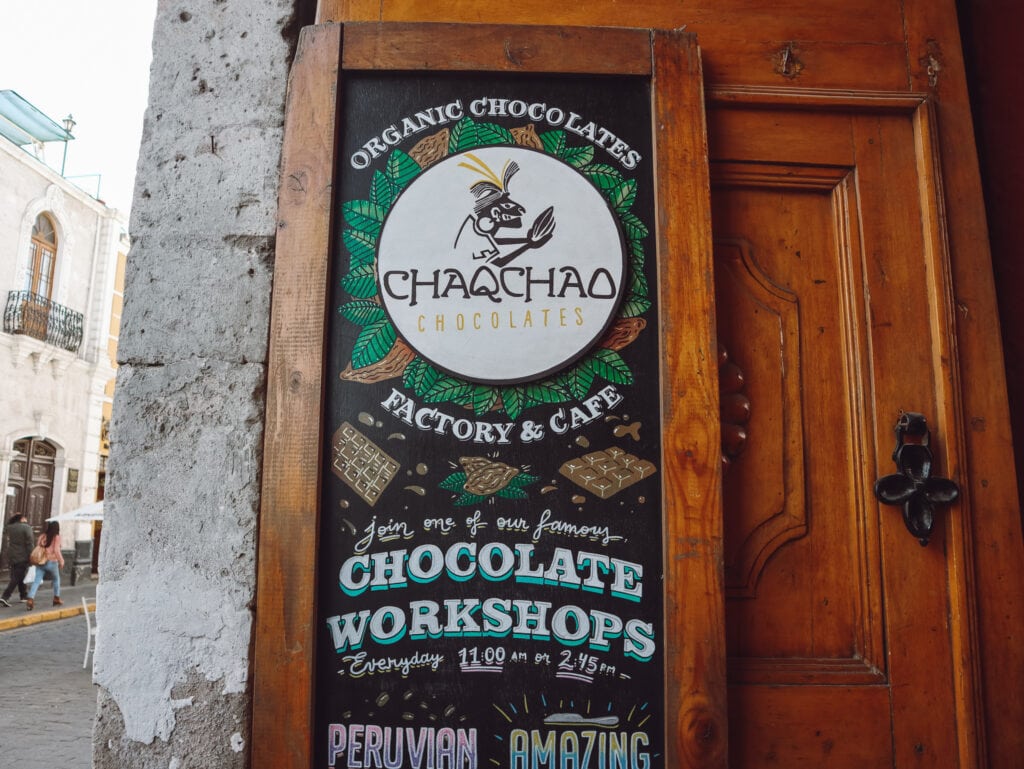 ORGANIC CHOCOLATES
CHAQCHAO
CHOCOLATES
FACTORY & CAFE
join one of our famous
CHOCOLATE
WORKSHOPS
Everyday 11:00 AM or 2:45 PM
PERUVIAN AMAZING